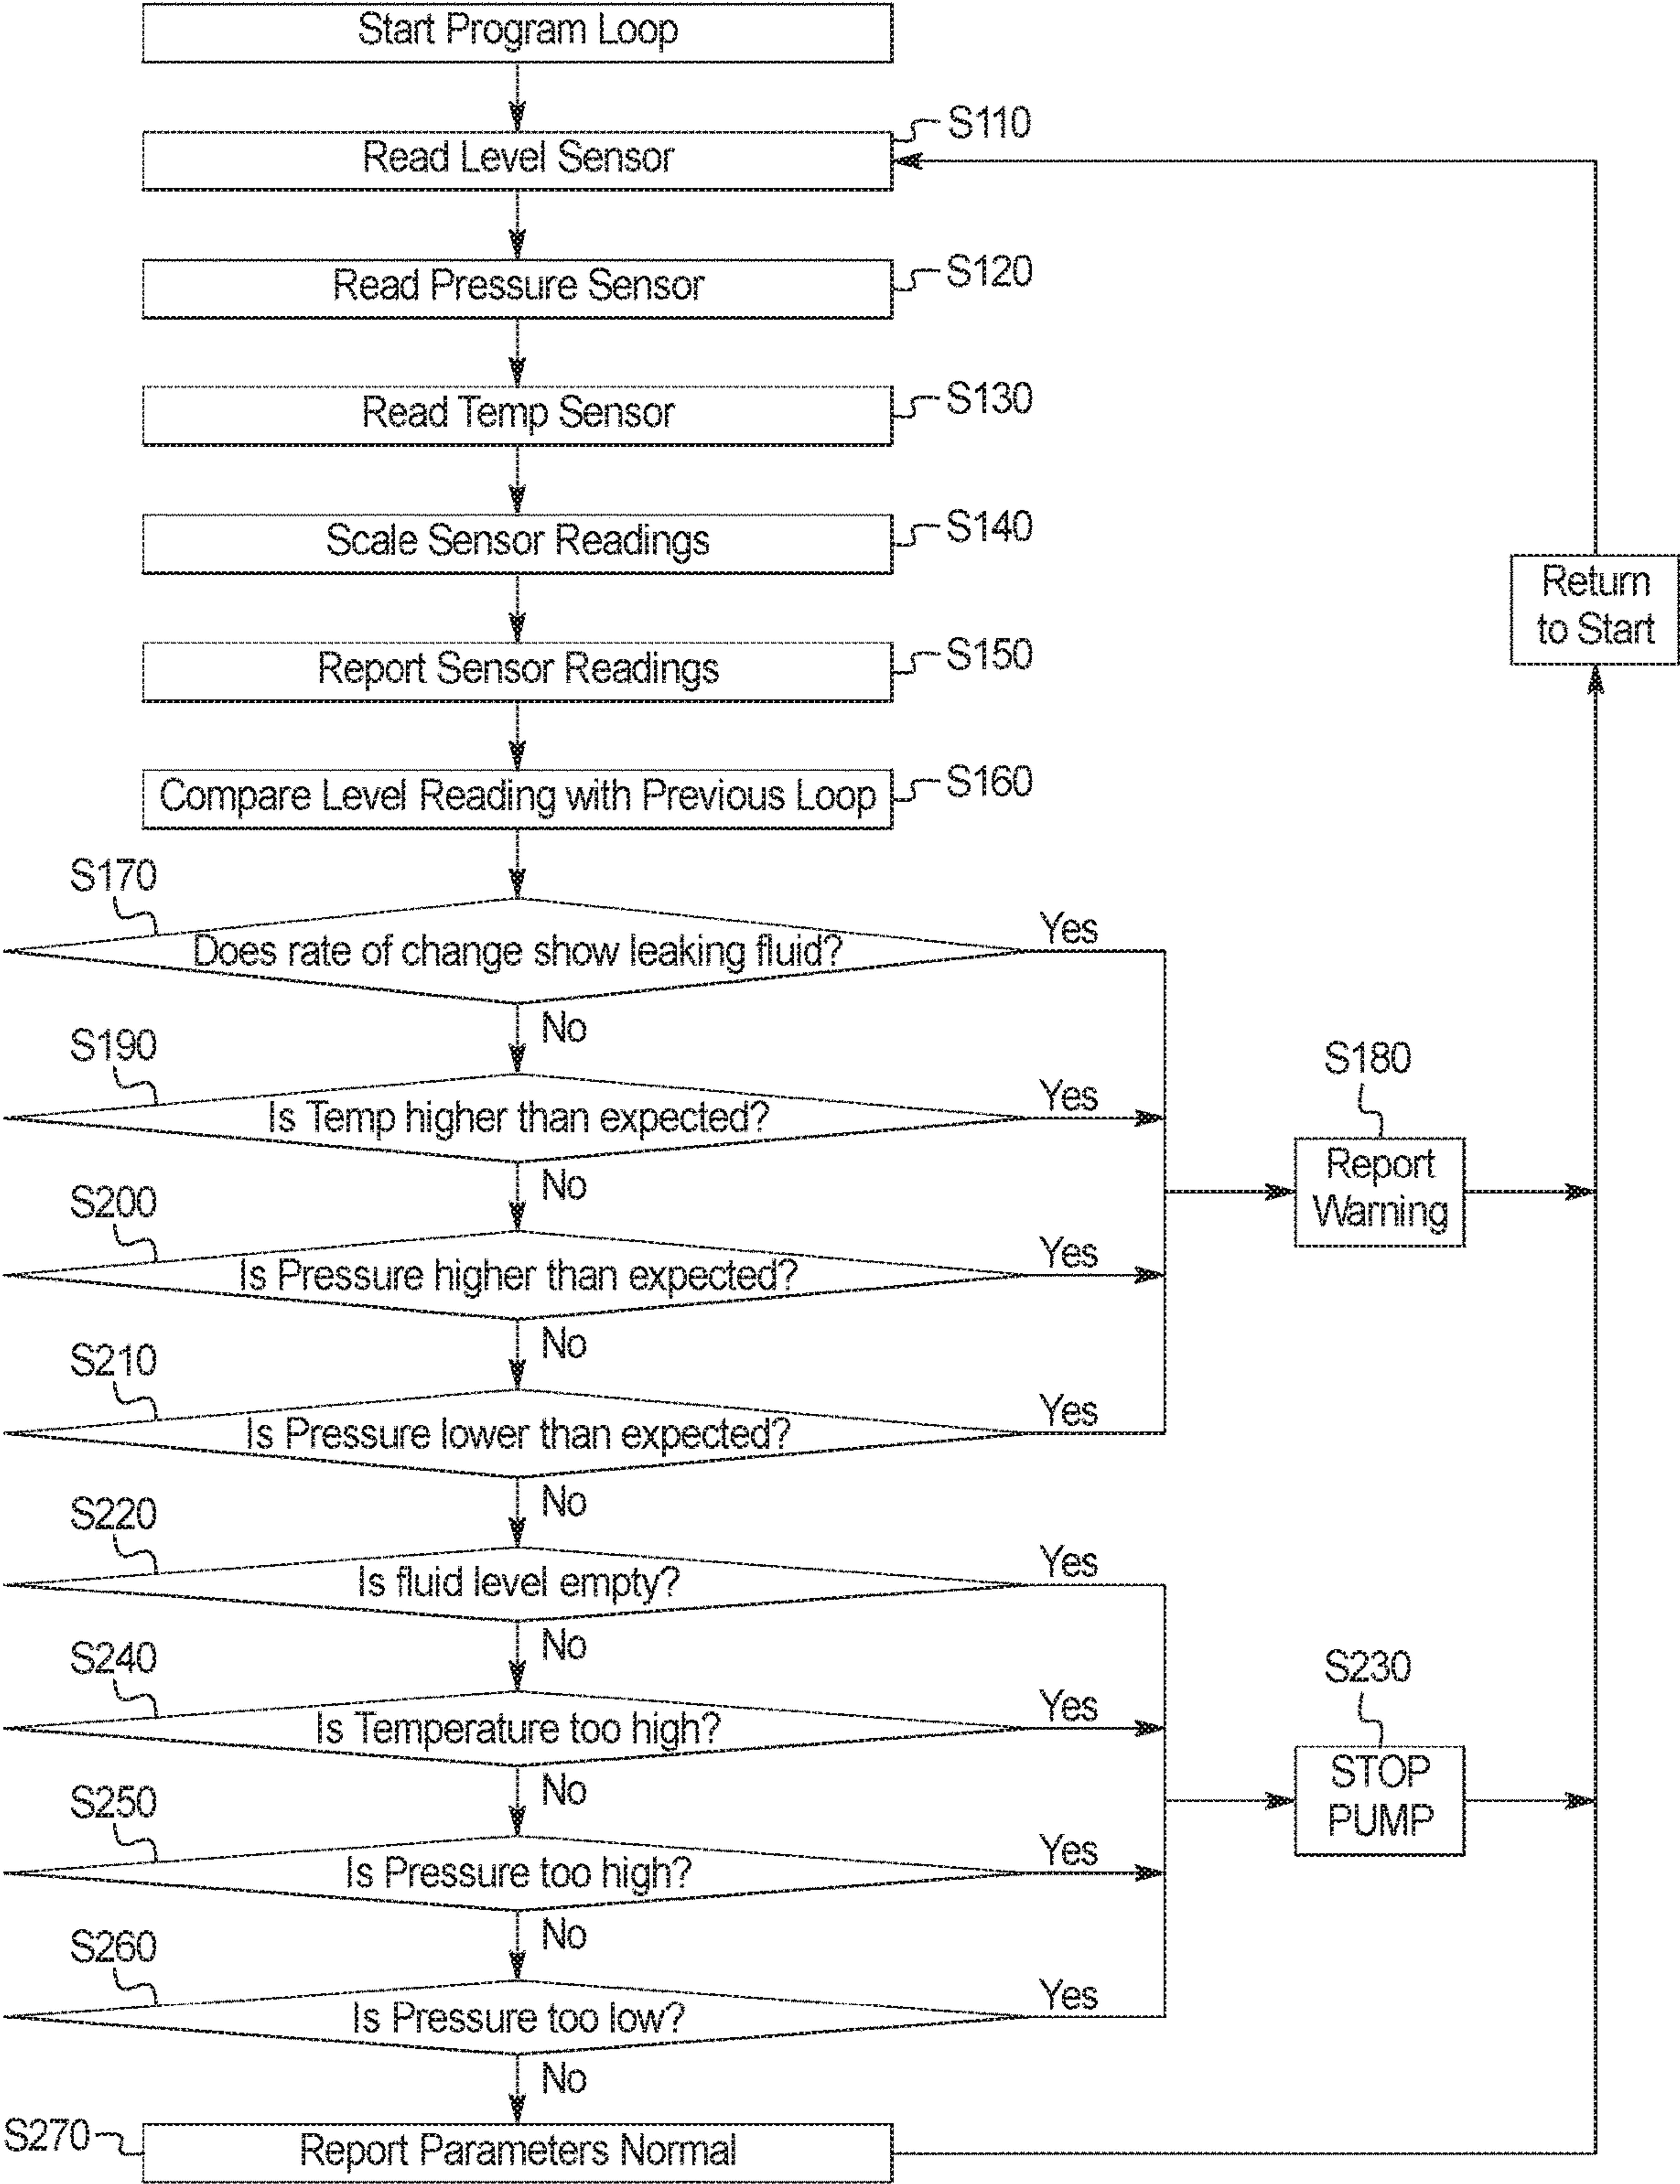 Start Program Loop
S110
Read Level Sensor
Read Pressure Sensor
S120
Read Temp Sensor
S130
Scale Sensor Readings
S140
Return
to Start
Report Sensor Readings
S150
Compare Level Reading with Previous Loop
S160
S170
Does rate of change show leaking fluid?
Yes
No
S190
Is Temp higher than expected?
Yes
No
S180
Report
Warning
S200
Is Pressure higher than expected?
Yes
No
S210
Is Pressure lower than expected?
Yes
No
S220
Is fluid level empty?
Yes
No
S240
Is Temperature too high?
Yes
No
S230
STOP
PUMP
S250
Is Pressure too high?
Yes
No
S260
Is Pressure too low?
Yes
No
S270
Report Parameters Normal